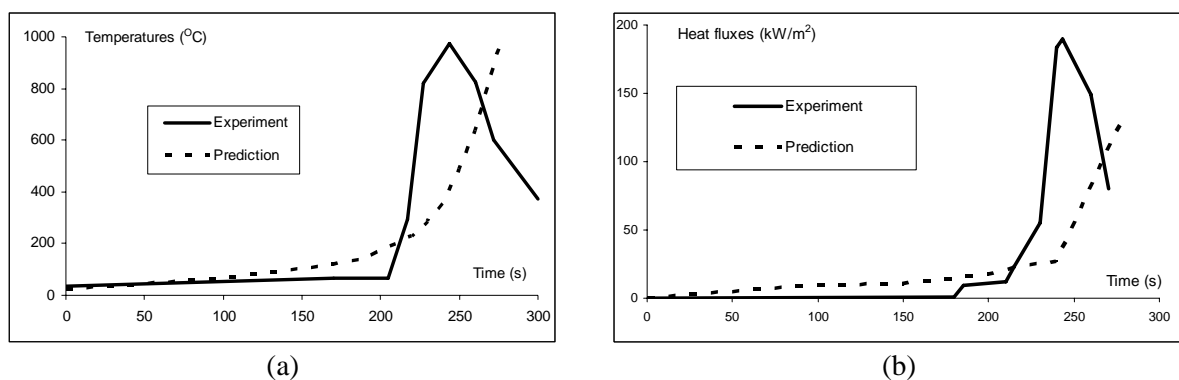 Temperatures (ᴼC)
1000
800
600
400
200
0
Experiment
Prediction
Time (s)
0 50 100 150 200 250 300
(a)
Heat fluxes (kW/m²)
200
150
100
50
0
Experiment
Prediction
Time (s)
0 50 100 150 200 250 300
(b)